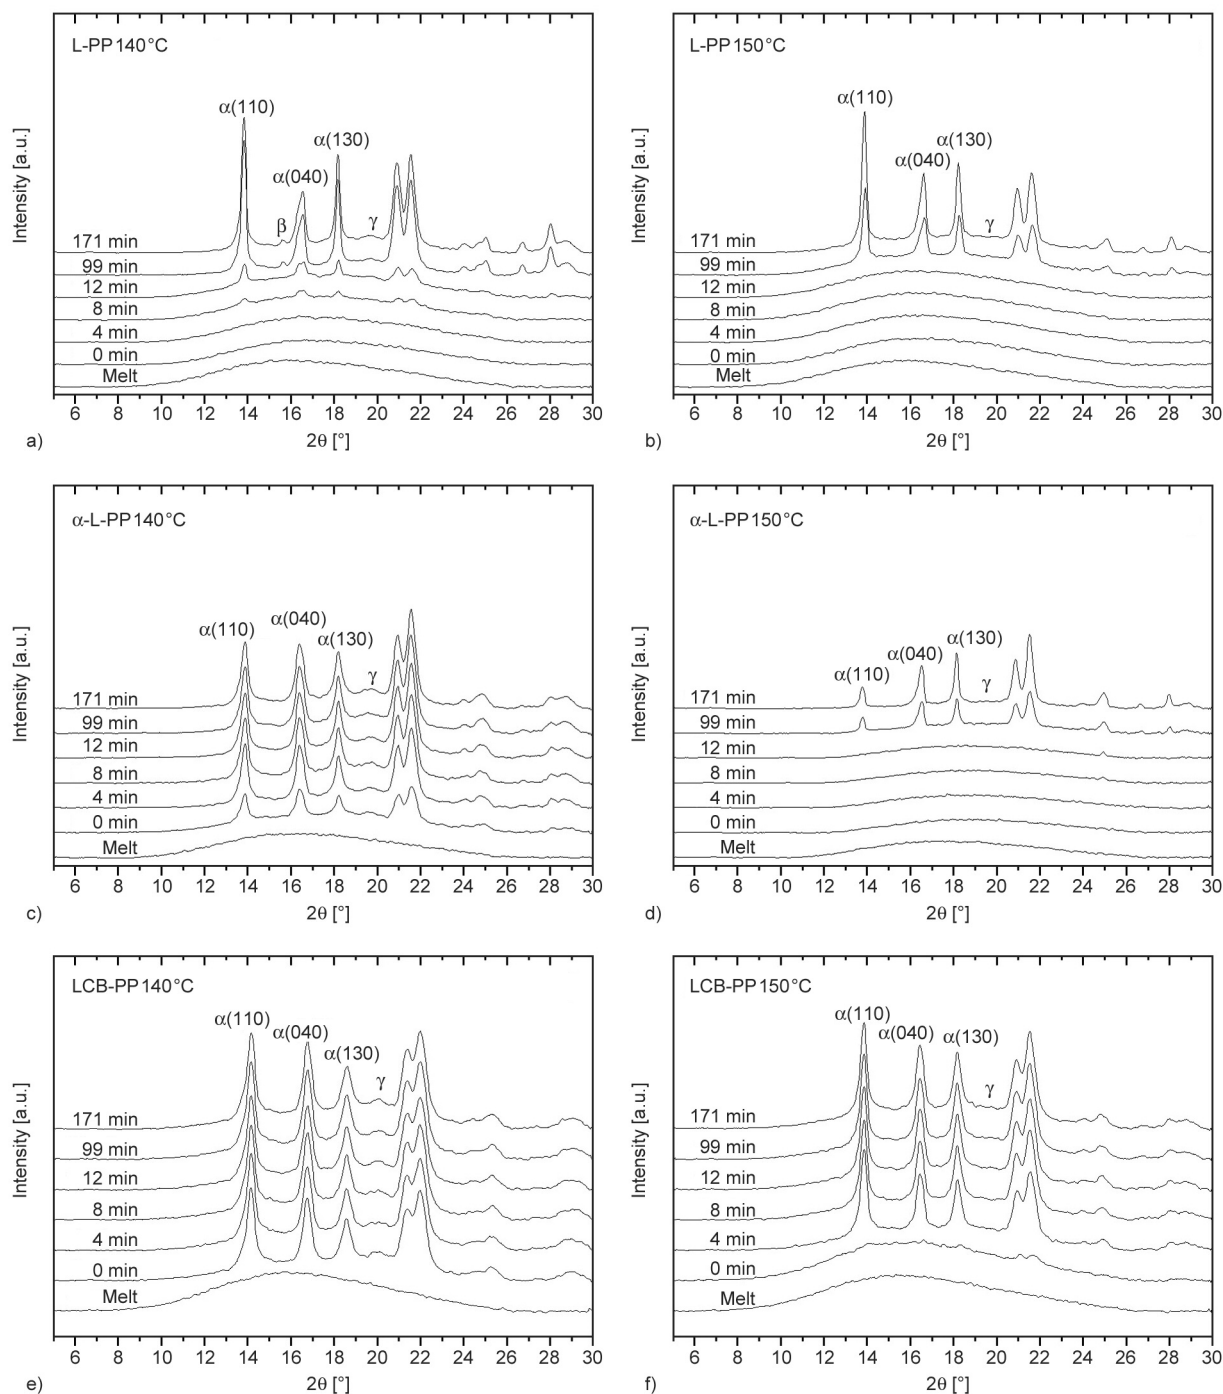 L-PP 140°C
α(110)
α(130)
α(040)
β
γ
171 min
99 min
12 min
8 min
4 min
0 min
Melt
Intensity [a.u.]
6 8 10 12 14 16 18 20 22 24 26 28 30
a)
2θ [°]
L-PP 150°C
α(110)
α(130)
α(040)
γ
171 min
99 min
12 min
8 min
4 min
0 min
Melt
Intensity [a.u.]
6 8 10 12 14 16 18 20 22 24 26 28 30
b)
2θ [°]
α-L-PP 140°C
α(040)
α(110)
α(130)
γ
171 min
99 min
12 min
8 min
4 min
0 min
Melt
Intensity [a.u.]
6 8 10 12 14 16 18 20 22 24 26 28 30
c)
2θ [°]
α-L-PP 150°C
α(130)
α(040)
α(110)
γ
171 min
99 min
12 min
8 min
4 min
0 min
Melt
Intensity [a.u.]
6 8 10 12 14 16 18 20 22 24 26 28 30
d)
2θ [°]
LCB-PP 140°C
α(110)
α(040)
α(130)
γ
171 min
99 min
12 min
8 min
4 min
0 min
Melt
Intensity [a.u.]
6 8 10 12 14 16 18 20 22 24 26 28 30
e)
2θ [°]
LCB-PP 150°C
α(110)
α(040)
α(130)
γ
171 min
99 min
12 min
8 min
4 min
0 min
Melt
Intensity [a.u.]
6 8 10 12 14 16 18 20 22 24 26 28 30
f)
2θ [°]